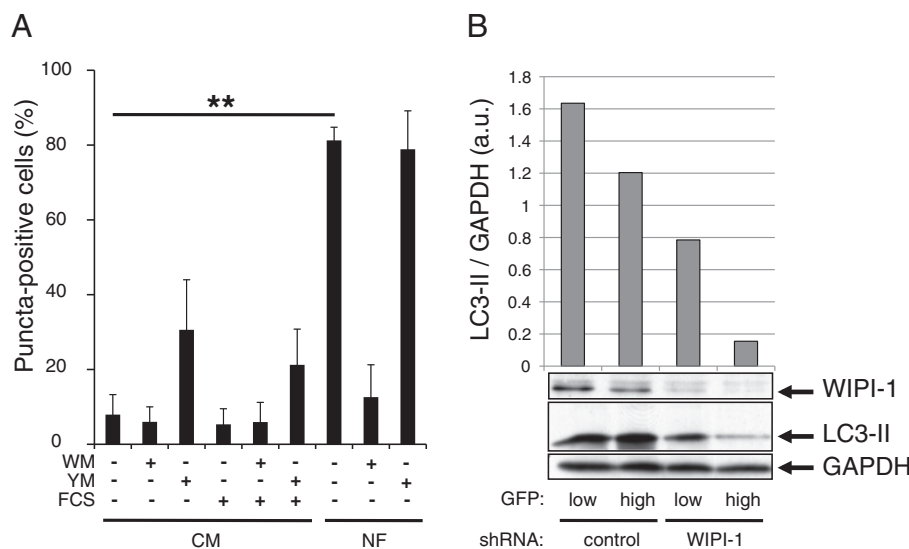 A
Puncta-positive cells (%)
100
80
60
40
20
0
**
WM - + - - + - - + -
YM - - + - - + - - +
FCS - - - + + + - - -
CM NF
B
LC3-II / GAPDH (a.u.)
1.8
1.6
1.4
1.2
1
0.8
0.6
0.4
0.2
0
WIPI-1
LC3-II
GAPDH
GFP: low high low high
shRNA: control WIPI-1